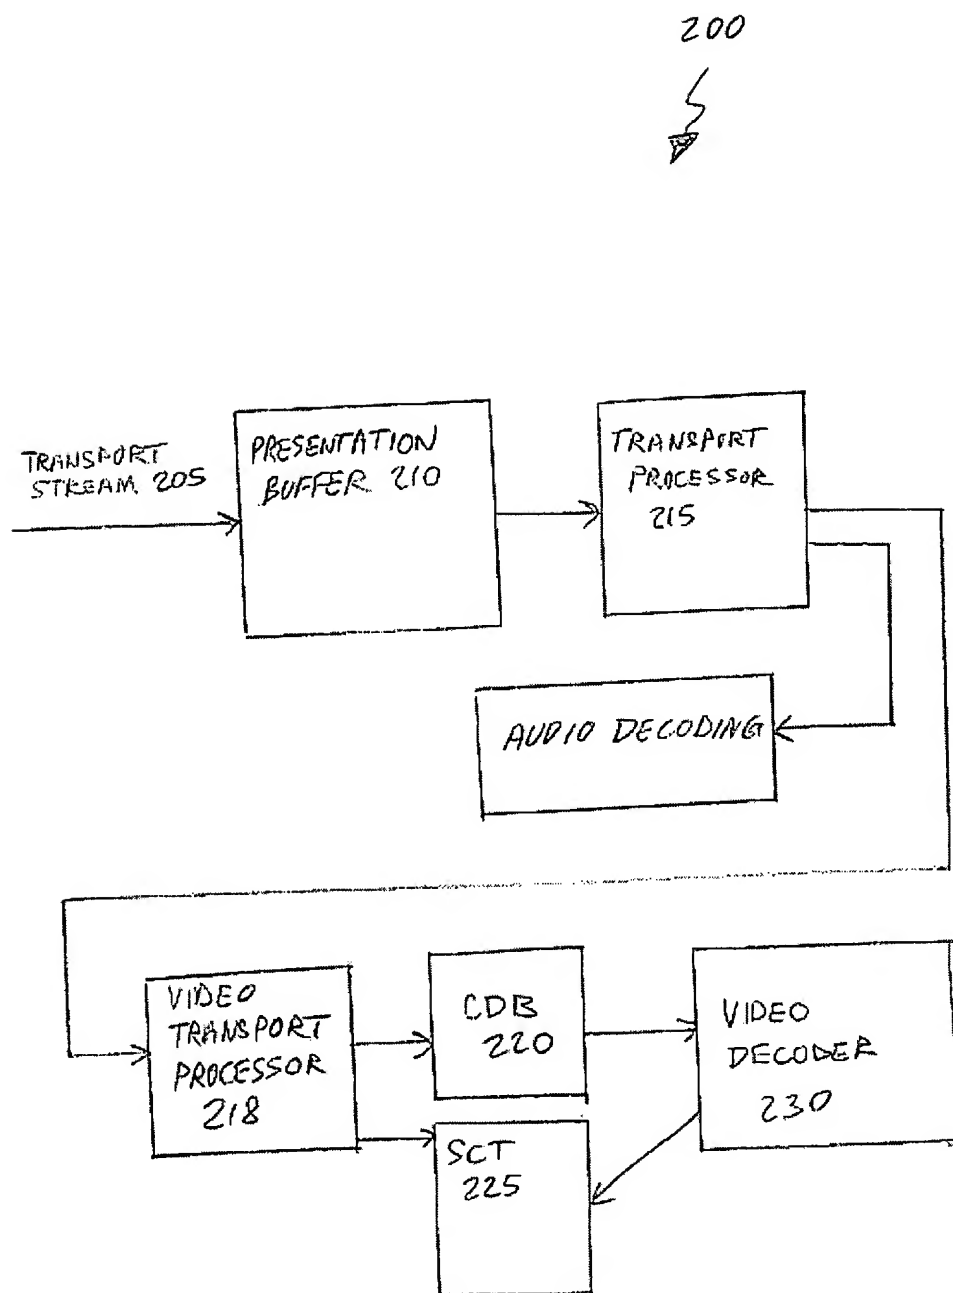 200
TRANSPORT
STREAM 205
PRESENTATION
BUFFER 210
TRANSPORT
PROCESSOR
215
AUDIO DECODING
VIDEO
TRANSPORT
PROCESSOR
218
CDB
220
VIDEO
DECODER
230
SCT
225